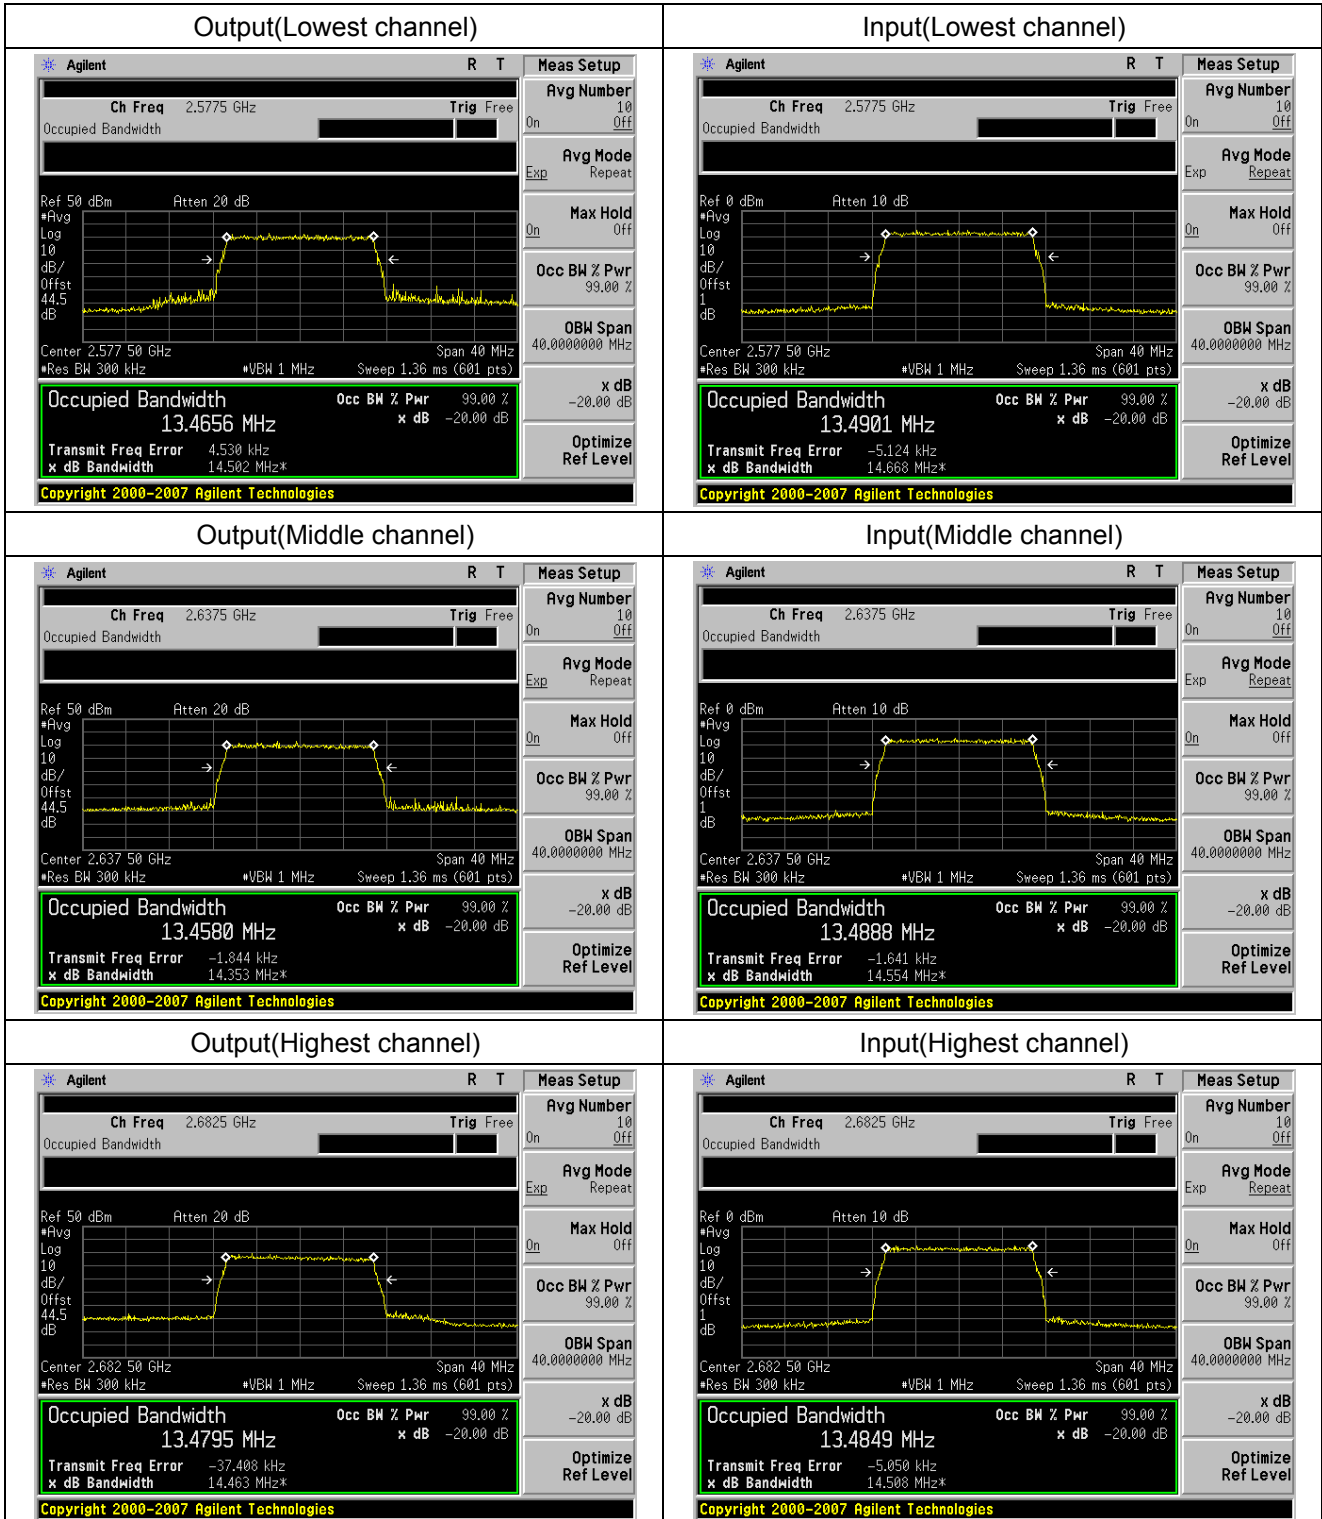 Output(Lowest channel)
Agilent R T Meas Setup
Ch Freq 2.5775 GHz Trig Free
Occupied Bandwidth
Avg Number
10
On Off
Avg Mode
Exp Repeat
Max Hold
On Off
Occ BW % Pwr
99.00 %
OBW Span
40.0000000 MHz
x dB
-20.00 dB
Optimize
Ref Level
Ref 50 dBm Atten 20 dB
#Avg
Log
10
dB/
Offst
44.5
dB
Center 2.577 50 GHz Span 40 MHz
#Res BW 300 kHz #VBW 1 MHz Sweep 1.36 ms (601 pts)
Occupied Bandwidth Occ BW % Pwr 99.00 %
13.4656 MHz x dB -20.00 dB
Transmit Freq Error 4.530 kHz
x dB Bandwidth 14.502 MHz*
Copyright 2000-2007 Agilent Technologies
Input(Lowest channel)
Agilent R T Meas Setup
Ch Freq 2.5775 GHz Trig Free
Occupied Bandwidth
Avg Number
10
On Off
Avg Mode
Exp Repeat
Max Hold
On Off
Occ BW % Pwr
99.00 %
OBW Span
40.0000000 MHz
x dB
-20.00 dB
Optimize
Ref Level
Ref 0 dBm Atten 10 dB
#Avg
Log
10
dB/
Offst
1
dB
Center 2.577 50 GHz Span 40 MHz
#Res BW 300 kHz #VBW 1 MHz Sweep 1.36 ms (601 pts)
Occupied Bandwidth Occ BW % Pwr 99.00 %
13.4901 MHz x dB -20.00 dB
Transmit Freq Error -5.124 kHz
x dB Bandwidth 14.668 MHz*
Copyright 2000-2007 Agilent Technologies
Output(Middle channel)
Agilent R T Meas Setup
Ch Freq 2.6375 GHz Trig Free
Occupied Bandwidth
Avg Number
10
On Off
Avg Mode
Exp Repeat
Max Hold
On Off
Occ BW % Pwr
99.00 %
OBW Span
40.0000000 MHz
x dB
-20.00 dB
Optimize
Ref Level
Ref 50 dBm Atten 20 dB
#Avg
Log
10
dB/
Offst
44.5
dB
Center 2.637 50 GHz Span 40 MHz
#Res BW 300 kHz #VBW 1 MHz Sweep 1.36 ms (601 pts)
Occupied Bandwidth Occ BW % Pwr 99.00 %
13.4580 MHz x dB -20.00 dB
Transmit Freq Error -1.844 kHz
x dB Bandwidth 14.353 MHz*
Copyright 2000-2007 Agilent Technologies
Input(Middle channel)
Agilent R T Meas Setup
Ch Freq 2.6375 GHz Trig Free
Occupied Bandwidth
Avg Number
10
On Off
Avg Mode
Exp Repeat
Max Hold
On Off
Occ BW % Pwr
99.00 %
OBW Span
40.0000000 MHz
x dB
-20.00 dB
Optimize
Ref Level
Ref 0 dBm Atten 10 dB
#Avg
Log
10
dB/
Offst
1
dB
Center 2.637 50 GHz Span 40 MHz
#Res BW 300 kHz #VBW 1 MHz Sweep 1.36 ms (601 pts)
Occupied Bandwidth Occ BW % Pwr 99.00 %
13.4888 MHz x dB -20.00 dB
Transmit Freq Error -1.641 kHz
x dB Bandwidth 14.554 MHz*
Copyright 2000-2007 Agilent Technologies
Output(Highest channel)
Agilent R T Meas Setup
Ch Freq 2.6825 GHz Trig Free
Occupied Bandwidth
Avg Number
10
On Off
Avg Mode
Exp Repeat
Max Hold
On Off
Occ BW % Pwr
99.00 %
OBW Span
40.0000000 MHz
x dB
-20.00 dB
Optimize
Ref Level
Ref 50 dBm Atten 20 dB
#Avg
Log
10
dB/
Offst
44.5
dB
Center 2.682 50 GHz Span 40 MHz
#Res BW 300 kHz #VBW 1 MHz Sweep 1.36 ms (601 pts)
Occupied Bandwidth Occ BW % Pwr 99.00 %
13.4795 MHz x dB -20.00 dB
Transmit Freq Error -37.408 kHz
x dB Bandwidth 14.463 MHz*
Copyright 2000-2007 Agilent Technologies
Input(Highest channel)
Agilent R T Meas Setup
Ch Freq 2.6825 GHz Trig Free
Occupied Bandwidth
Avg Number
10
On Off
Avg Mode
Exp Repeat
Max Hold
On Off
Occ BW % Pwr
99.00 %
OBW Span
40.0000000 MHz
x dB
-20.00 dB
Optimize
Ref Level
Ref 0 dBm Atten 10 dB
#Avg
Log
10
dB/
Offst
1
dB
Center 2.682 50 GHz Span 40 MHz
#Res BW 300 kHz #VBW 1 MHz Sweep 1.36 ms (601 pts)
Occupied Bandwidth Occ BW % Pwr 99.00 %
13.4849 MHz x dB -20.00 dB
Transmit Freq Error -5.050 kHz
x dB Bandwidth 14.508 MHz*
Copyright 2000-2007 Agilent Technologies